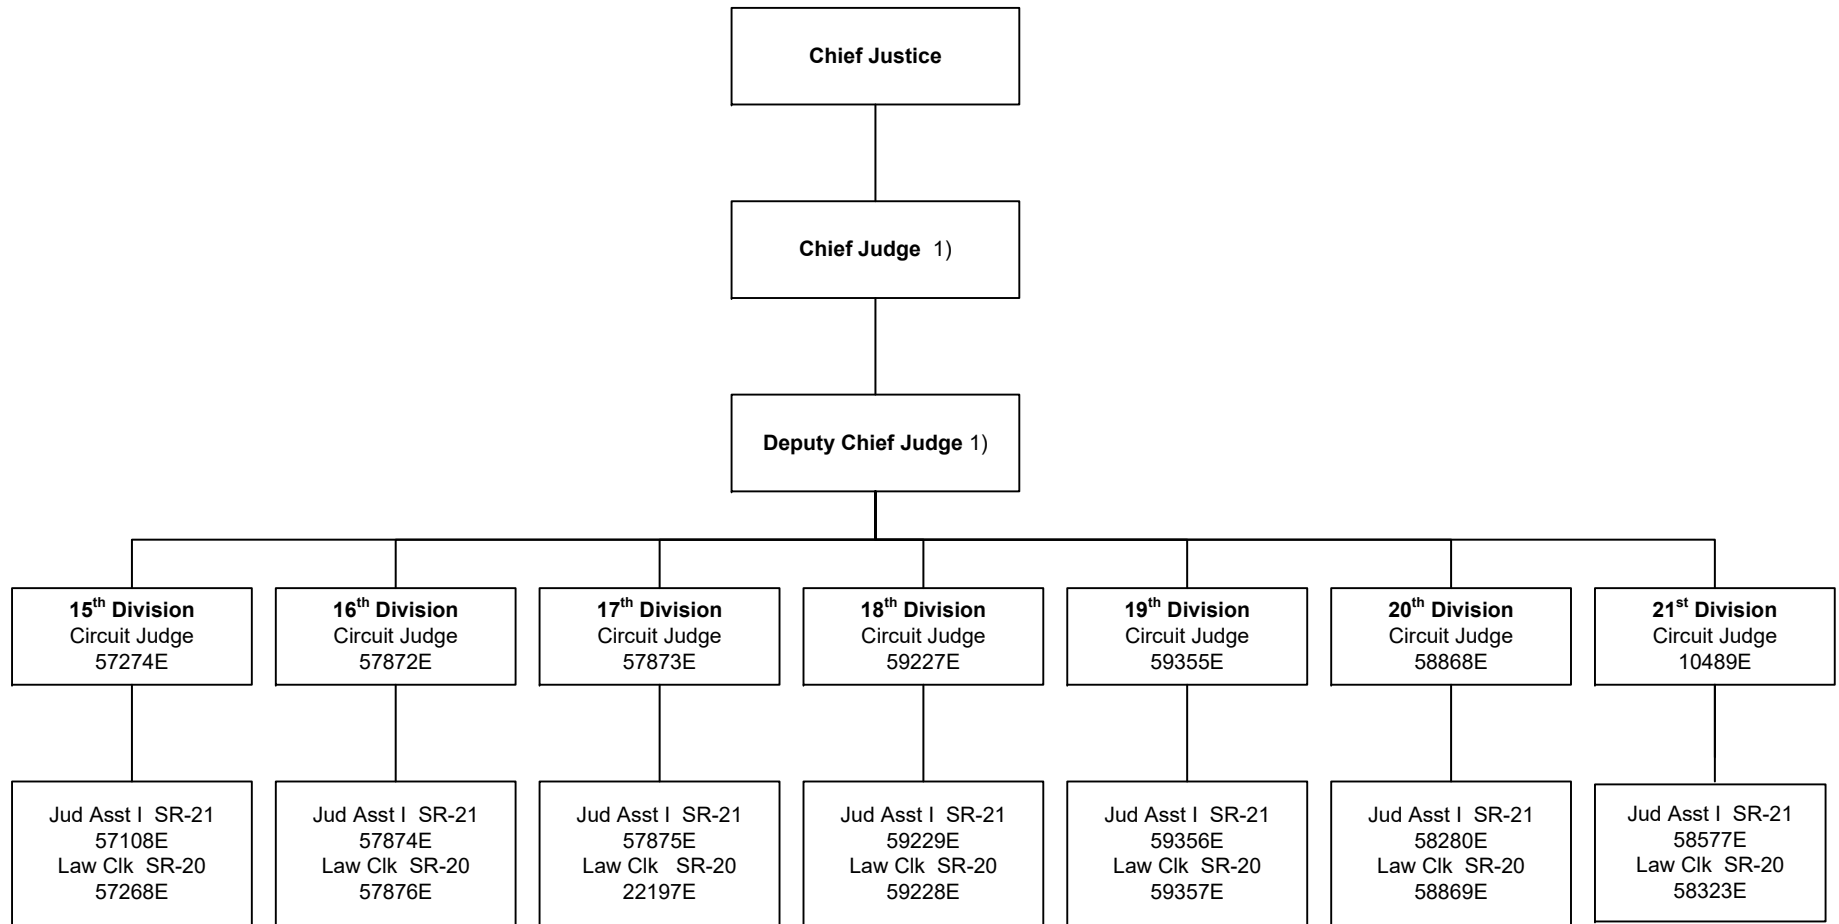 Chief Justice
Chief Judge 1)
Deputy Chief Judge 1)
15th Division
Circuit Judge
57274E
16th Division
Circuit Judge
57872E
17th Division
Circuit Judge
57873E
18th Division
Circuit Judge
59227E
19th Division
Circuit Judge
59355E
20th Division
Circuit Judge
58868E
21st Division
Circuit Judge
10489E
Jud Asst I SR-21
57108E
Law Clk SR-20
57268E
Jud Asst I SR-21
57874E
Law Clk SR-20
57876E
Jud Asst I SR-21
57875E
Law Clk SR-20
22197E
Jud Asst I SR-21
59229E
Law Clk SR-20
59228E
Jud Asst I SR-21
59356E
Law Clk SR-20
59357E
Jud Asst I SR-21
58280E
Law Clk SR-20
58869E
Jud Asst I SR-21
58577E
Law Clk SR-20
58323E